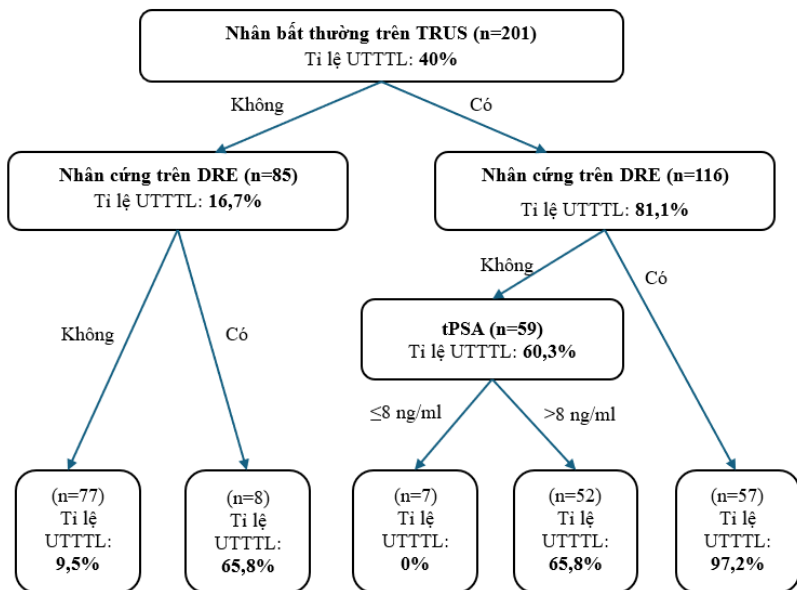 Nhân bất thường trên TRUS (n=201)
Tỉ lệ UTTTL: 40%
Không
Có
Nhân cứng trên DRE (n=85)
Tỉ lệ UTTTL: 16,7%
Nhân cứng trên DRE (n=116)
Tỉ lệ UTTTL: 81,1%
Không
Có
Không
Có
tPSA (n=59)
Tỉ lệ UTTTL: 60,3%
≤8 ng/ml
>8 ng/ml
(n=77)
Tỉ lệ
UTTTL:
9,5%
(n=8)
Tỉ lệ
UTTTL:
65,8%
(n=7)
Tỉ lệ
UTTTL:
0%
(n=52)
Tỉ lệ
UTTTL:
65,8%
(n=57)
Tỉ lệ
UTTTL:
97,2%